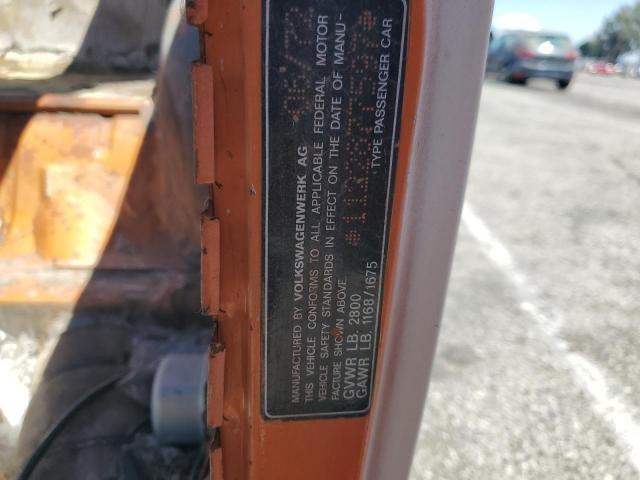 MANUFACTURED BY VOLKSWAGENWERK AG
THIS VEHICLE CONFORMS TO ALL APPLICABLE FEDERAL MOTOR
VEHICLE SAFETY STANDARDS IN EFFECT ON THE DATE OF MANU-
FACTURE SHOWN ABOVE
GVWR LB. 2800
GAWR LB. 1168/1675 TYPE PASSENGER CAR